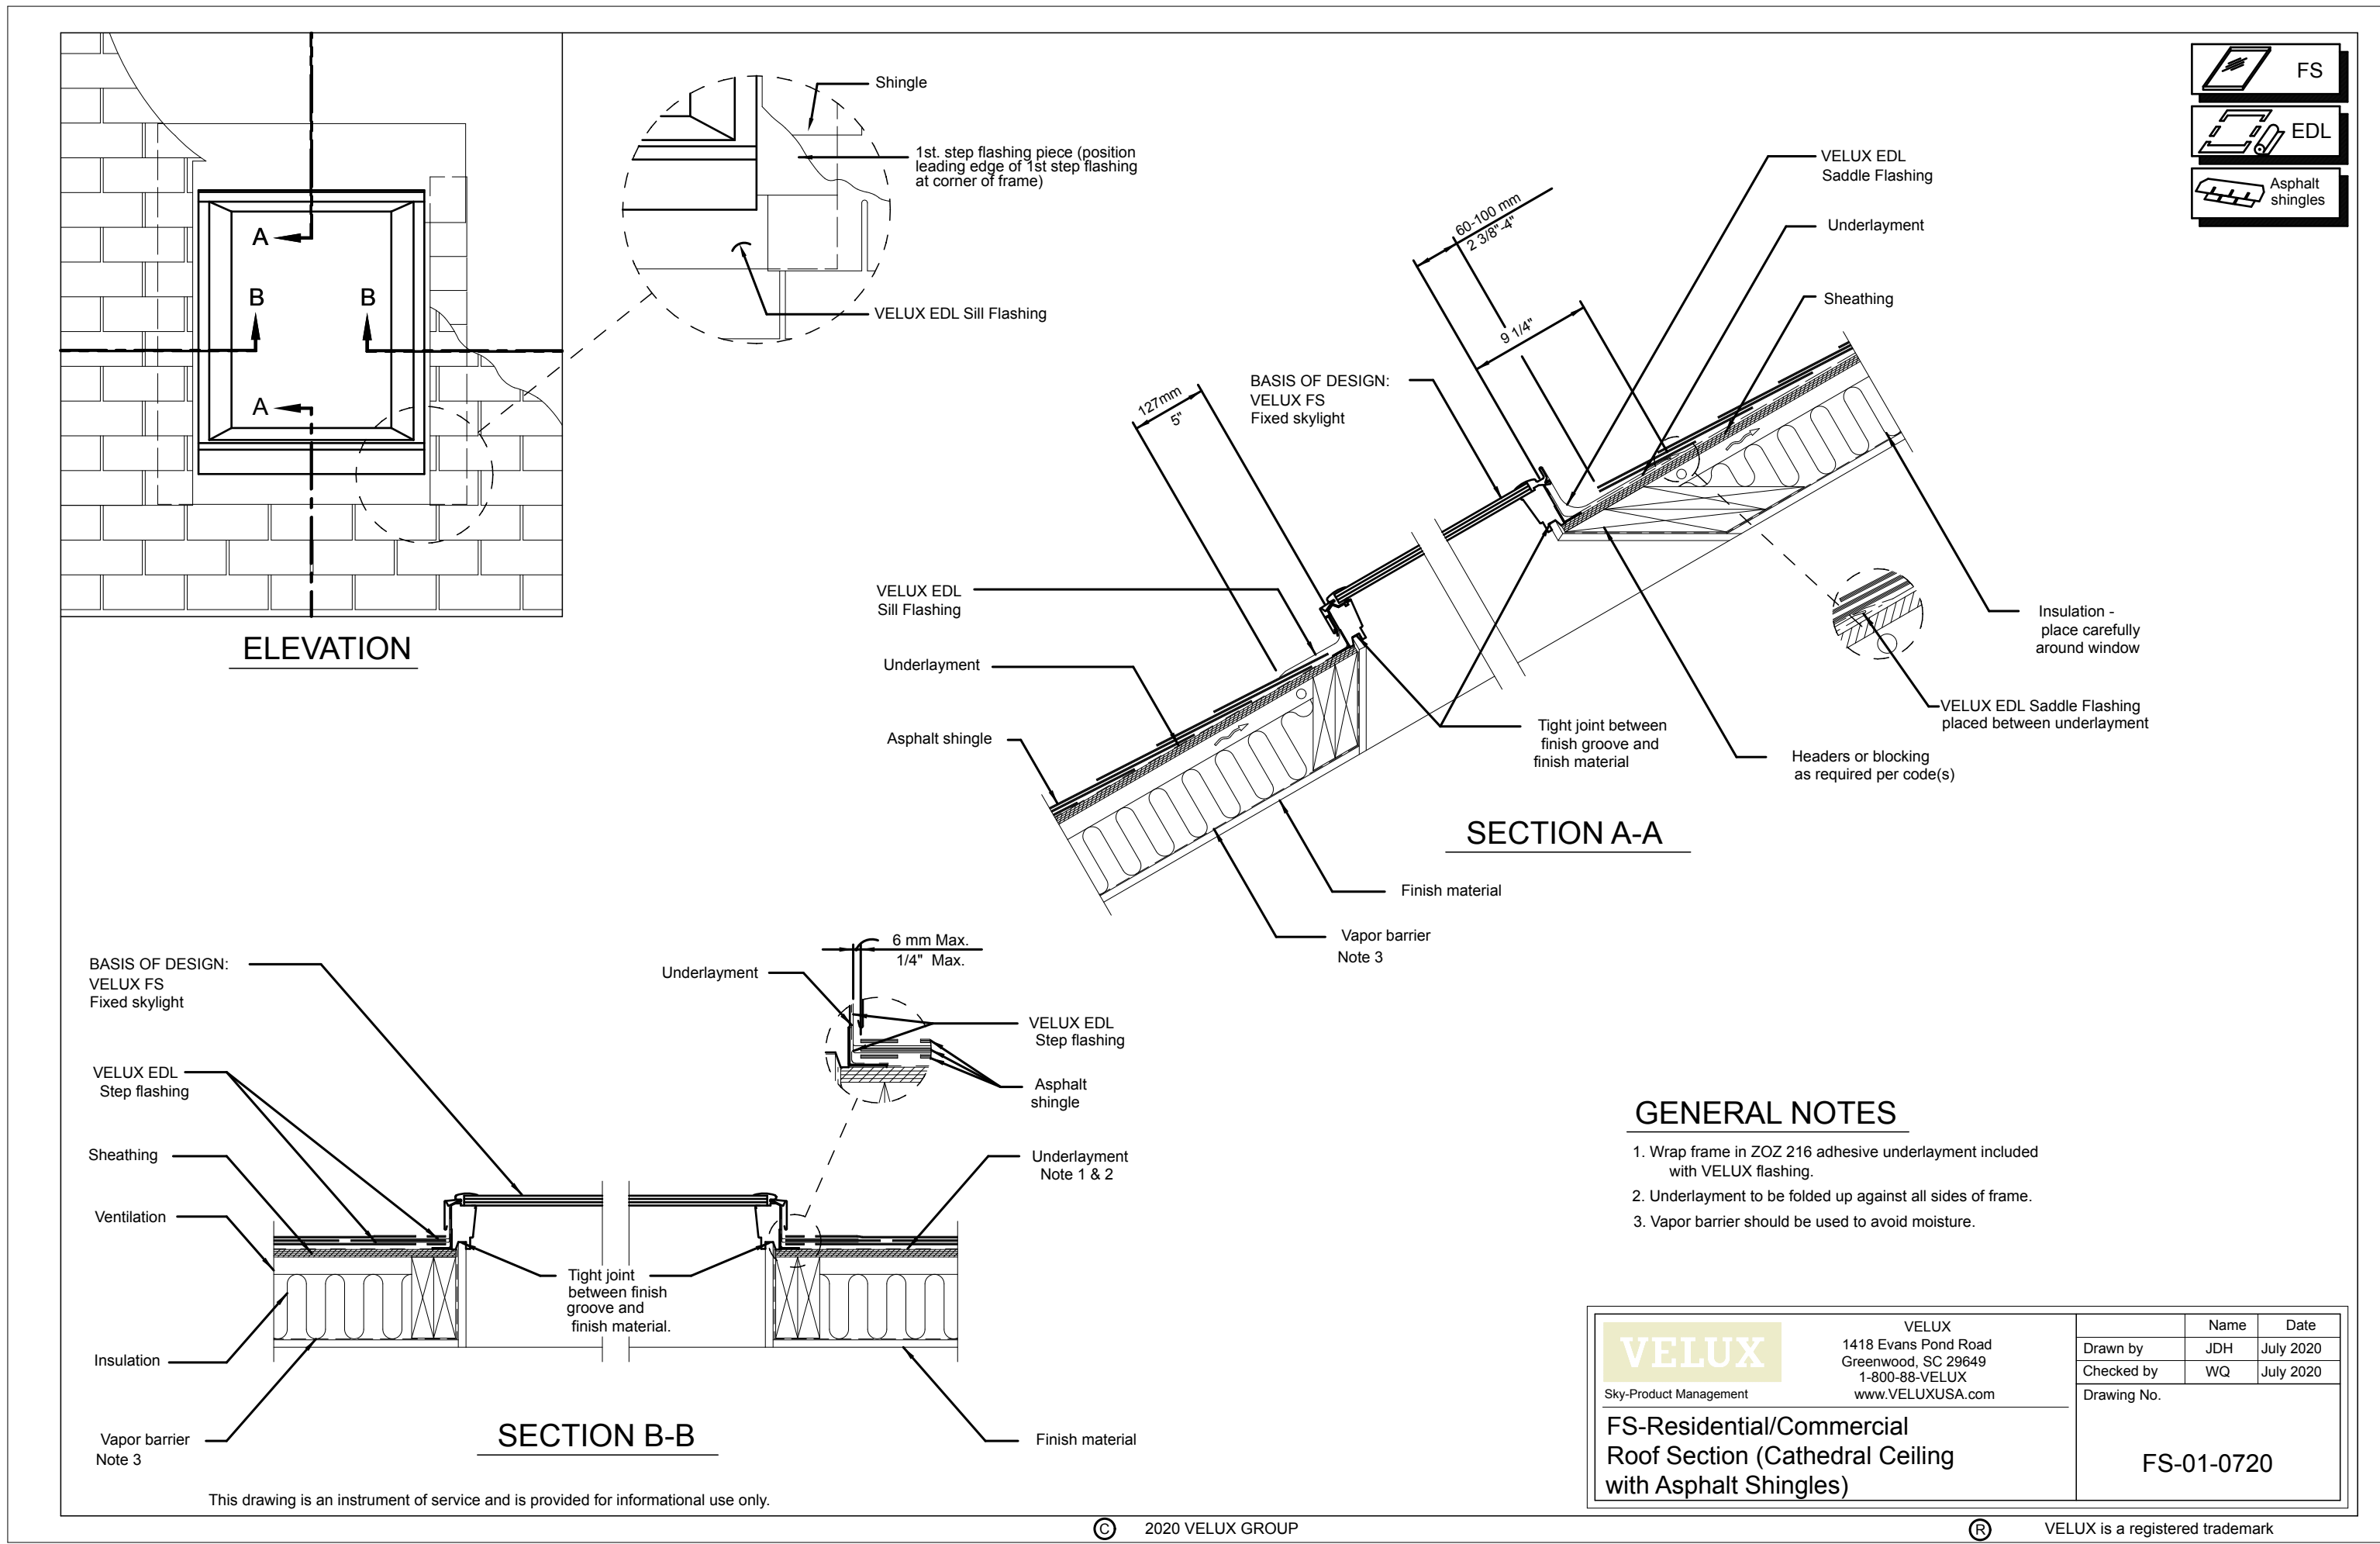 FS
EDL
Asphalt
shingles
A
B
B
A
ELEVATION
Shingle
1st. step flashing piece (position
leading edge of 1st step flashing
at corner of frame)
VELUX EDL Sill Flashing
60-100 mm
2 3/8"-4"
9 1/4"
127mm
5"
VELUX EDL
Saddle Flashing
Underlayment
Sheathing
BASIS OF DESIGN:
VELUX FS
Fixed skylight
VELUX EDL
Sill Flashing
Underlayment
Asphalt shingle
Insulation -
place carefully
around window
VELUX EDL Saddle Flashing
placed between underlayment
Tight joint between
finish groove and
finish material
Headers or blocking
as required per code(s)
SECTION A-A
Finish material
Vapor barrier
Note 3
BASIS OF DESIGN:
VELUX FS
Fixed skylight
VELUX EDL
Step flashing
Sheathing
Ventilation
Insulation
Vapor barrier
Note 3
6 mm Max.
1/4" Max.
Underlayment
VELUX EDL
Step flashing
Asphalt
shingle
Underlayment
Note 1 & 2
Tight joint
between finish
groove and
finish material.
Finish material
SECTION B-B
This drawing is an instrument of service and is provided for informational use only.
GENERAL NOTES
1. Wrap frame in ZOZ 216 adhesive underlayment included
with VELUX flashing.
2. Underlayment to be folded up against all sides of frame.
3. Vapor barrier should be used to avoid moisture.
VELUX
Sky-Product Management
VELUX
1418 Evans Pond Road
Greenwood, SC 29649
1-800-88-VELUX
www.VELUXUSA.com
Name Date
Drawn by JDH July 2020
Checked by WQ July 2020
Drawing No.
FS-01-0720
FS-Residential/Commercial
Roof Section (Cathedral Ceiling
with Asphalt Shingles)
© 2020 VELUX GROUP
® VELUX is a registered trademark